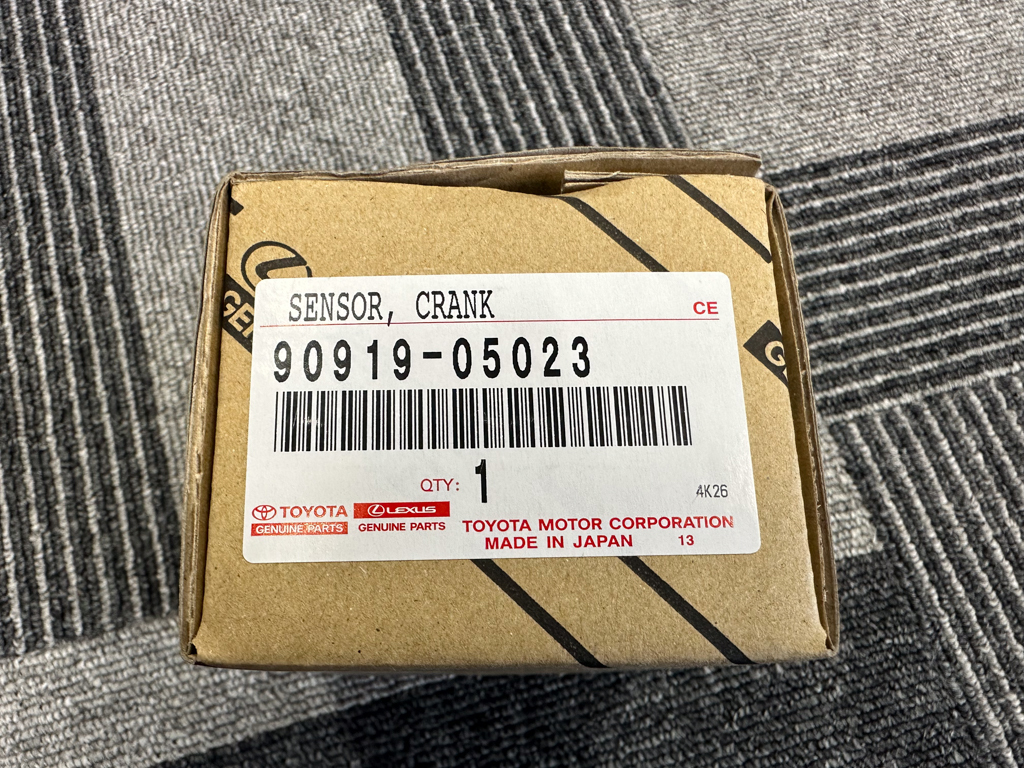 SENSOR, CRANK
CE
90919-05023
QTY: 1
4K26
TOYOTA
GENUINE PARTS
LEXUS
GENUINE PARTS
TOYOTA MOTOR CORPORATION
MADE IN JAPAN 13